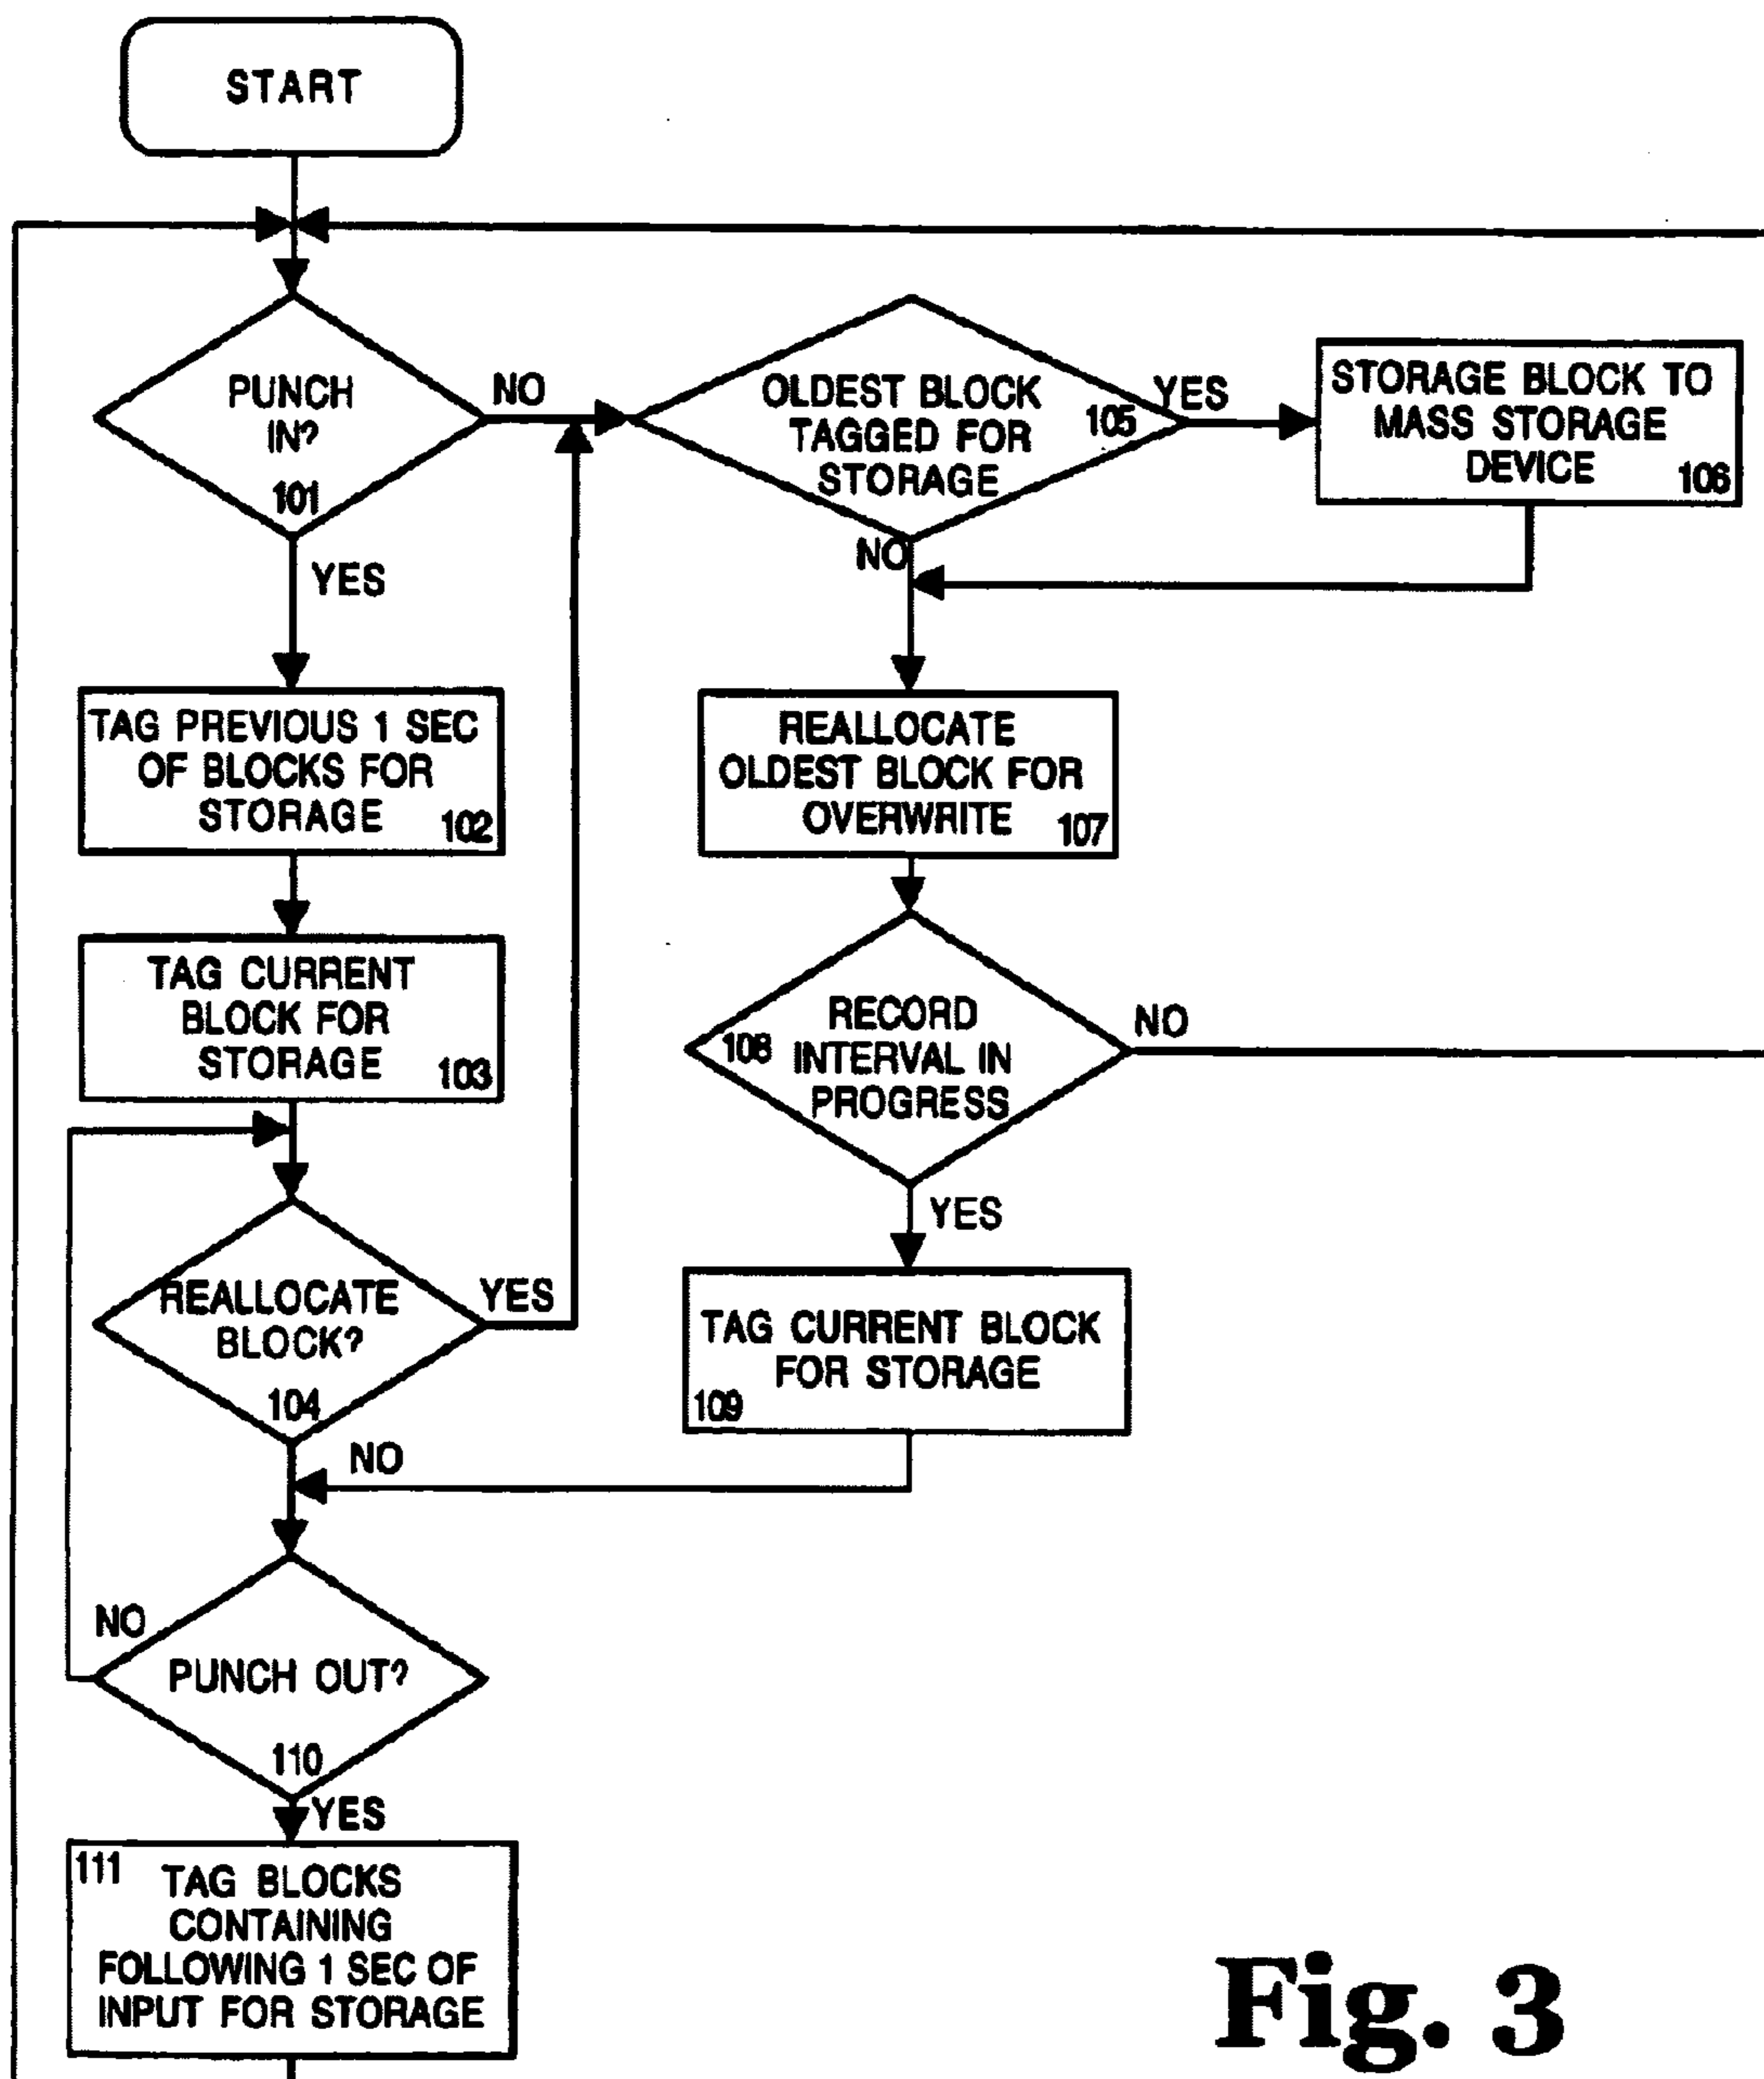 START
PUNCH
IN?
101
NO
YES
OLDEST BLOCK
TAGGED FOR
STORAGE
105
YES
NO
STORAGE BLOCK TO
MASS STORAGE
DEVICE
106
TAG PREVIOUS 1 SEC
OF BLOCKS FOR
STORAGE
102
REALLOCATE
OLDEST BLOCK FOR
OVERWRITE
107
TAG CURRENT
BLOCK FOR
STORAGE
103
108
RECORD
INTERVAL IN
PROGRESS
NO
YES
REALLOCATE
BLOCK?
104
YES
NO
TAG CURRENT BLOCK
FOR STORAGE
109
NO
PUNCH OUT?
110
YES
111
TAG BLOCKS
CONTAINING
FOLLOWING 1 SEC OF
INPUT FOR STORAGE
Fig. 3